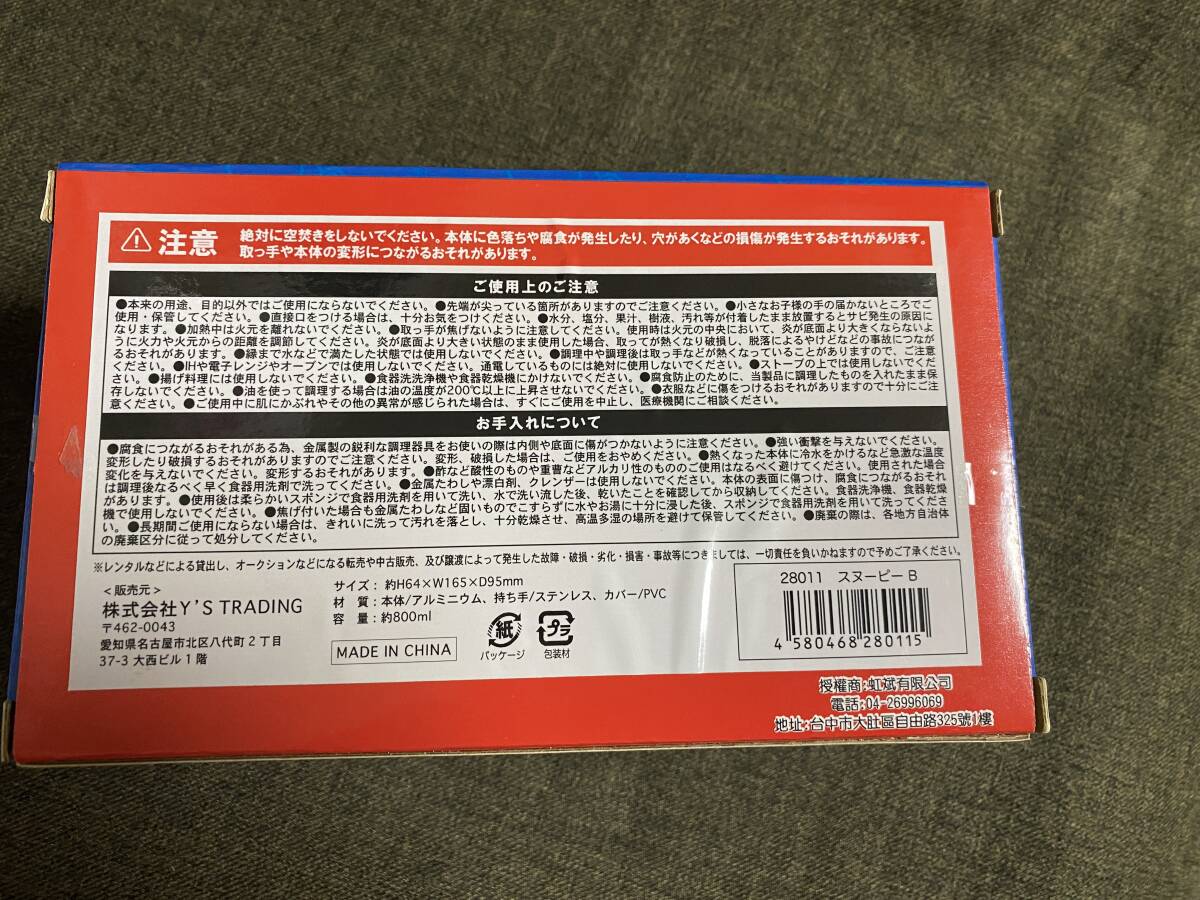 注意
絶対に空焚きをしないでください。本体に色落ちや腐食が発生したり、穴があくなどの損傷が発生するおそれがあります。
取っ手や本体の変形につながるおそれがあります。
ご使用上のご注意
●本来の用途、目的以外ではご使用にならないでください。●先端が尖っている箇所がありますのでご注意ください。●小さなお子様の手の届かないところでご
使用・保管してください。●直接口をつける場合は、十分お気をつけください。●水分、塩分、果汁、樹液、汚れ等が付着したまま放置するとサビ発生の原因に
なります。●加熱中は火元を離れないでください。●取っ手が焦げないように注意してください。使用時は火元の中央において、炎が底面より大きくならないよ
うに火力や火元からの距離を調節してください。炎が底面より大きい状態のまま使用した場合、取ってが熱くなり破損し、脱落によるやけどなどの事故につなが
るおそれがあります。●縁まで水などで満たした状態では使用しないでください。●調理中や調理後は取っ手などが熱くなっていることがありますので、ご注意
ください。●IHや電子レンジやオーブンでは使用しないでください。通電しているものには絶対に使用しないでください。●ストーブの上では使用しないでくだ
さい。●揚げ料理には使用しないでください。●食器洗浄機や食器乾燥機にかけないでください。●腐食防止のために、当製品に調理したものを入れたまま保
存しないでください。●油を使って調理する場合は油の温度が200℃以上に上昇させないでください。●衣服などに傷をつけるおそれがありますので十分にご注
意ください。●ご使用中に肌にかぶれやその他の異常が感じられた場合は、すぐにご使用を中止し、医療機関にご相談ください。
お手入れについて
●腐食につながるおそれがある為、金属製の鋭利な調理器具をお使いの際は内側や底面に傷がつかないように注意ください。●強い衝撃を与えないでください。
変形したり破損するおそれがありますのでご注意ください。変形、破損した場合は、ご使用をおやめください。●熱くなった本体に冷水をかけるなど急激な温度
変化を与えないでください。変形するおそれがあります。●酢など酸性のものや重曹などアルカリ性のもののご使用はなるべく避けてください。使用された場合
は調理後なるべく早く食器用洗剤で洗ってください。●金属たわしや漂白剤、クレンザーは使用しないでください。本体の表面に傷つけ、腐食につながるおそれ
があります。●使用後は柔らかいスポンジで食器用洗剤を用いて洗い、水で洗い流した後、乾いたことを確認してから収納してください。食器洗浄機、食器乾燥
機で使用しないでください。●焦げ付いた場合も金属たわしなど固いものでこすらずに水やお湯に十分に浸した後、スポンジで食器用洗剤を用いて洗ってくださ
い。●長期間ご使用にならない場合は、きれいに洗って汚れを落とし、十分乾燥させ、高温多湿の場所を避けて保管してください。●廃棄の際は、各地方自治体
の廃棄区分に従って処分してください。
※レンタルなどによる貸出し、オークションなどになる転売や中古販売、及び譲渡によって発生した故障・破損・劣化・損害・事故等につきましては、一切責任を負いかねますので予めご了承ください。
<販売元>
株式会社Y'S TRADING
〒462-0043
愛知県名古屋市北区八代町2丁目
37-3 大西ビル1階
サイズ:約H64×W165×D95mm
材 質:本体/アルミニウム、持ち手/ステンレス、カバー/PVC
容 量:約800ml
MADE IN CHINA
紙
パッケージ
プラ
包装材
28011 スヌーピーB
4 580468 280115
授權商:虹斌有限公司
電話:04-26996069
地址:台中市大肚區自由路325號1樓